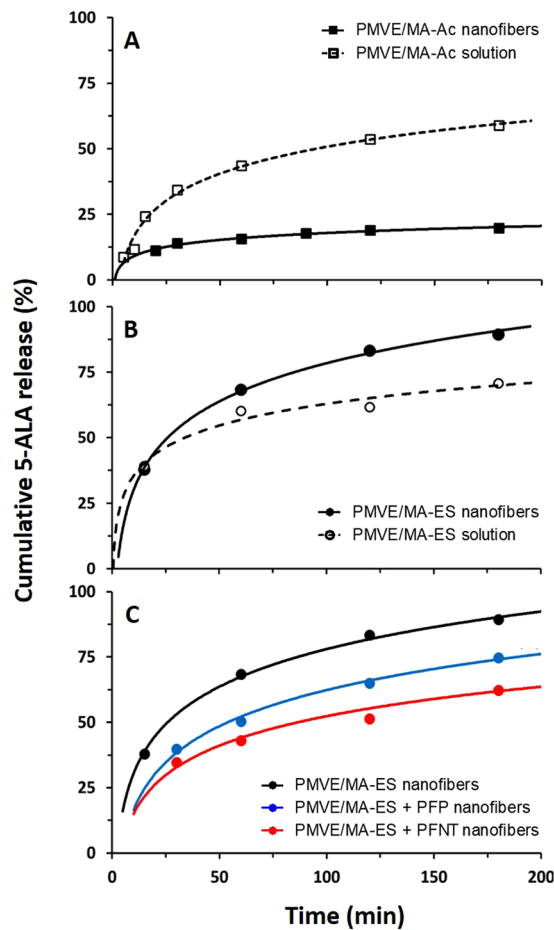 100
A
PMVE/MA-Ac nanofibers
PMVE/MA-Ac solution
75
50
25
0
100
B
75
50
25
PMVE/MA-ES nanofibers
PMVE/MA-ES solution
0
100
C
75
50
25
PMVE/MA-ES nanofibers
PMVE/MA-ES + PFP nanofibers
PMVE/MA-ES + PFNT nanofibers
0
0 50 100 150 200
Time (min)
Cumulative 5-ALA release (%)